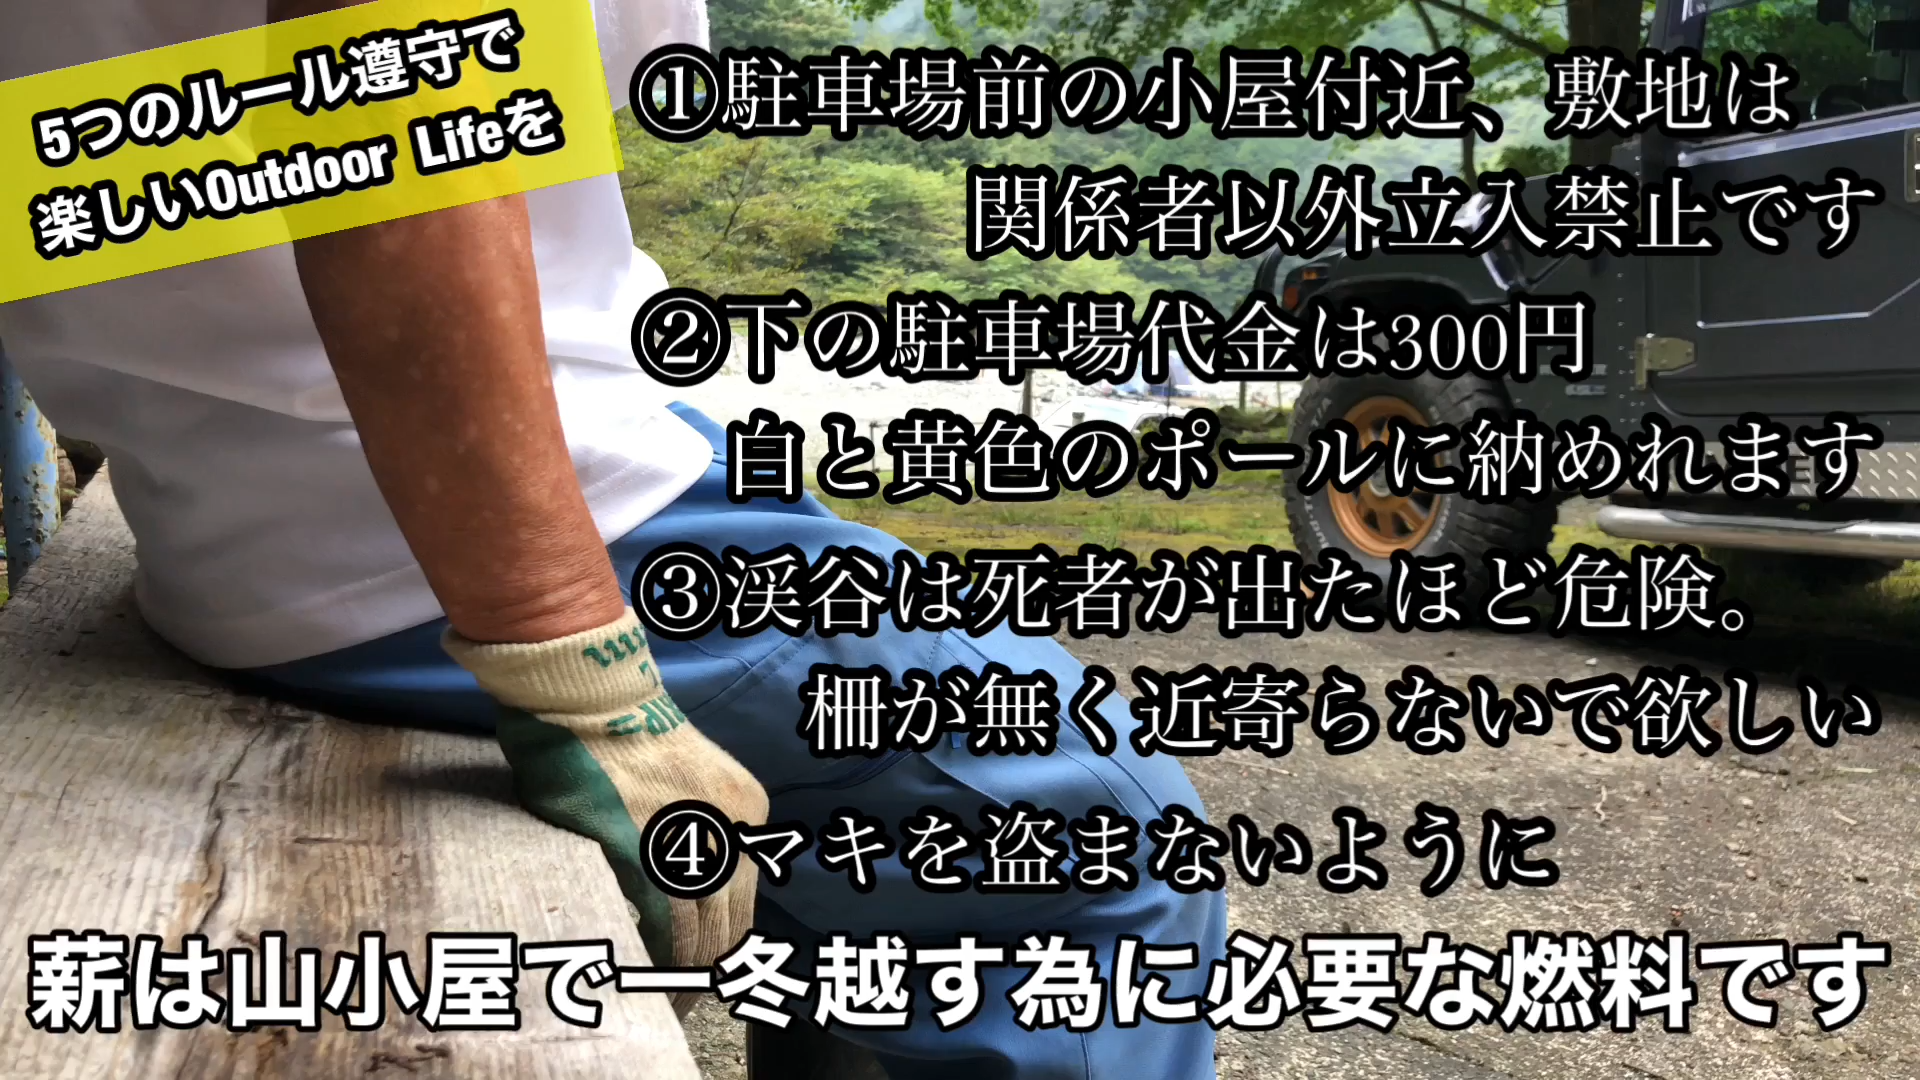 5つのルール遵守で
楽しいOutdoor Lifeを
①駐車場前の小屋付近、敷地は
関係者以外立入禁止です
②下の駐車場代金は300円
白と黄色のポールに納めれます
③渓谷は死者が出たほど危険。
柵が無く近寄らないで欲しい
④マキを盗まないように
薪は山小屋で一冬越す為に必要な燃料です